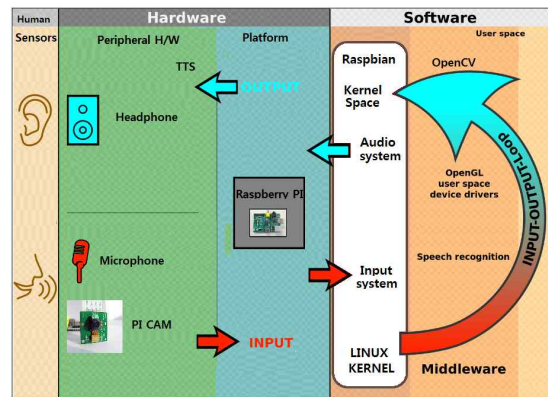 Human
Hardware
Software
Sensors
Peripheral H/W
Platform
User space
TTS
OUTPUT
Raspbian
OpenCV
Kernel
Space
Headphone
Audio
system
OpenGL
user space
device drivers
Raspberry PI
INPUT-OUTPUT-Loop
Microphone
Input
system
Speech recognition
PI CAM
INPUT
LINUX
KERNEL
Middleware